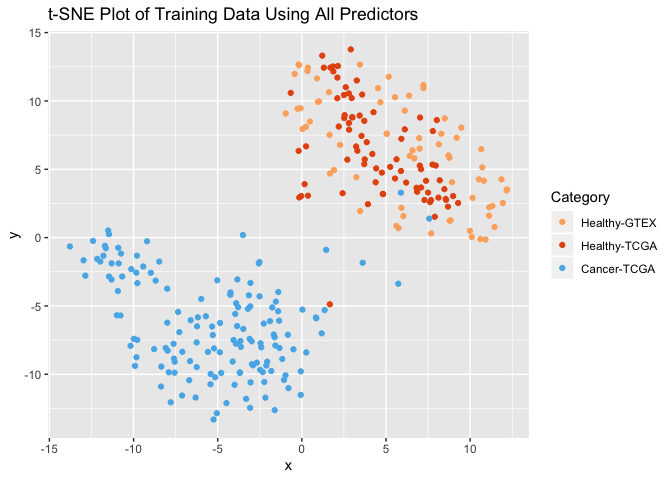 t-SNE Plot of Training Data Using All Predictors
15
10
5
0
-5
-10
y
-15
-10
-5
0
5
10
x
Category
Healthy-GTEX
Healthy-TCGA
Cancer-TCGA